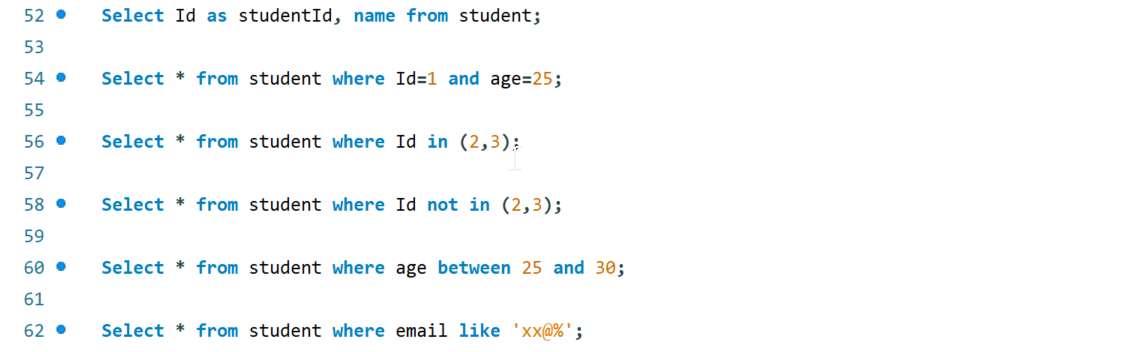 52 Select Id as studentId, name from student;
53
54 Select * from student where Id=1 and age=25;
55
56 Select * from student where Id in (2,3);
57
58 Select * from student where Id not in (2,3);
59
60 Select * from student where age between 25 and 30;
61
62 Select * from student where email like 'xx@%';